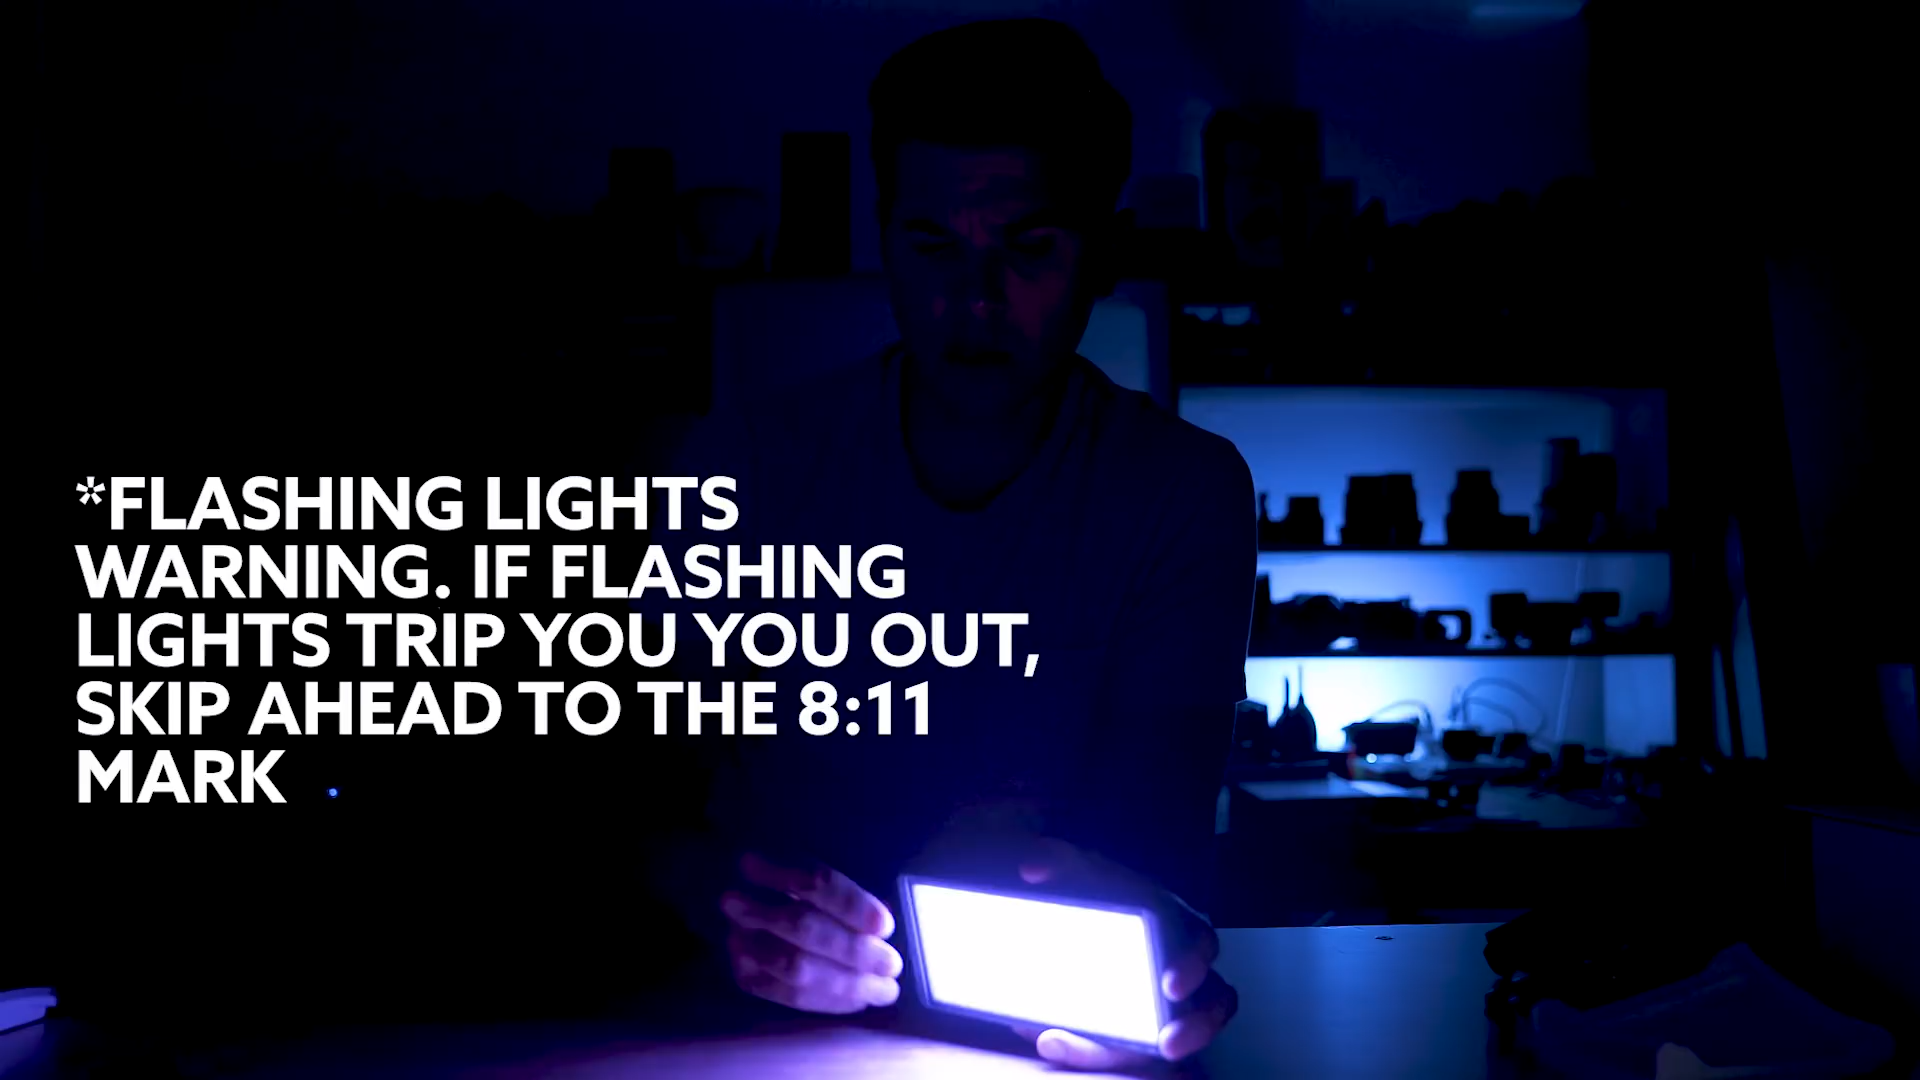 *FLASHING LIGHTS
WARNING. IF FLASHING
LIGHTS TRIP YOU YOU OUT,
SKIP AHEAD TO THE 8:11
MARK